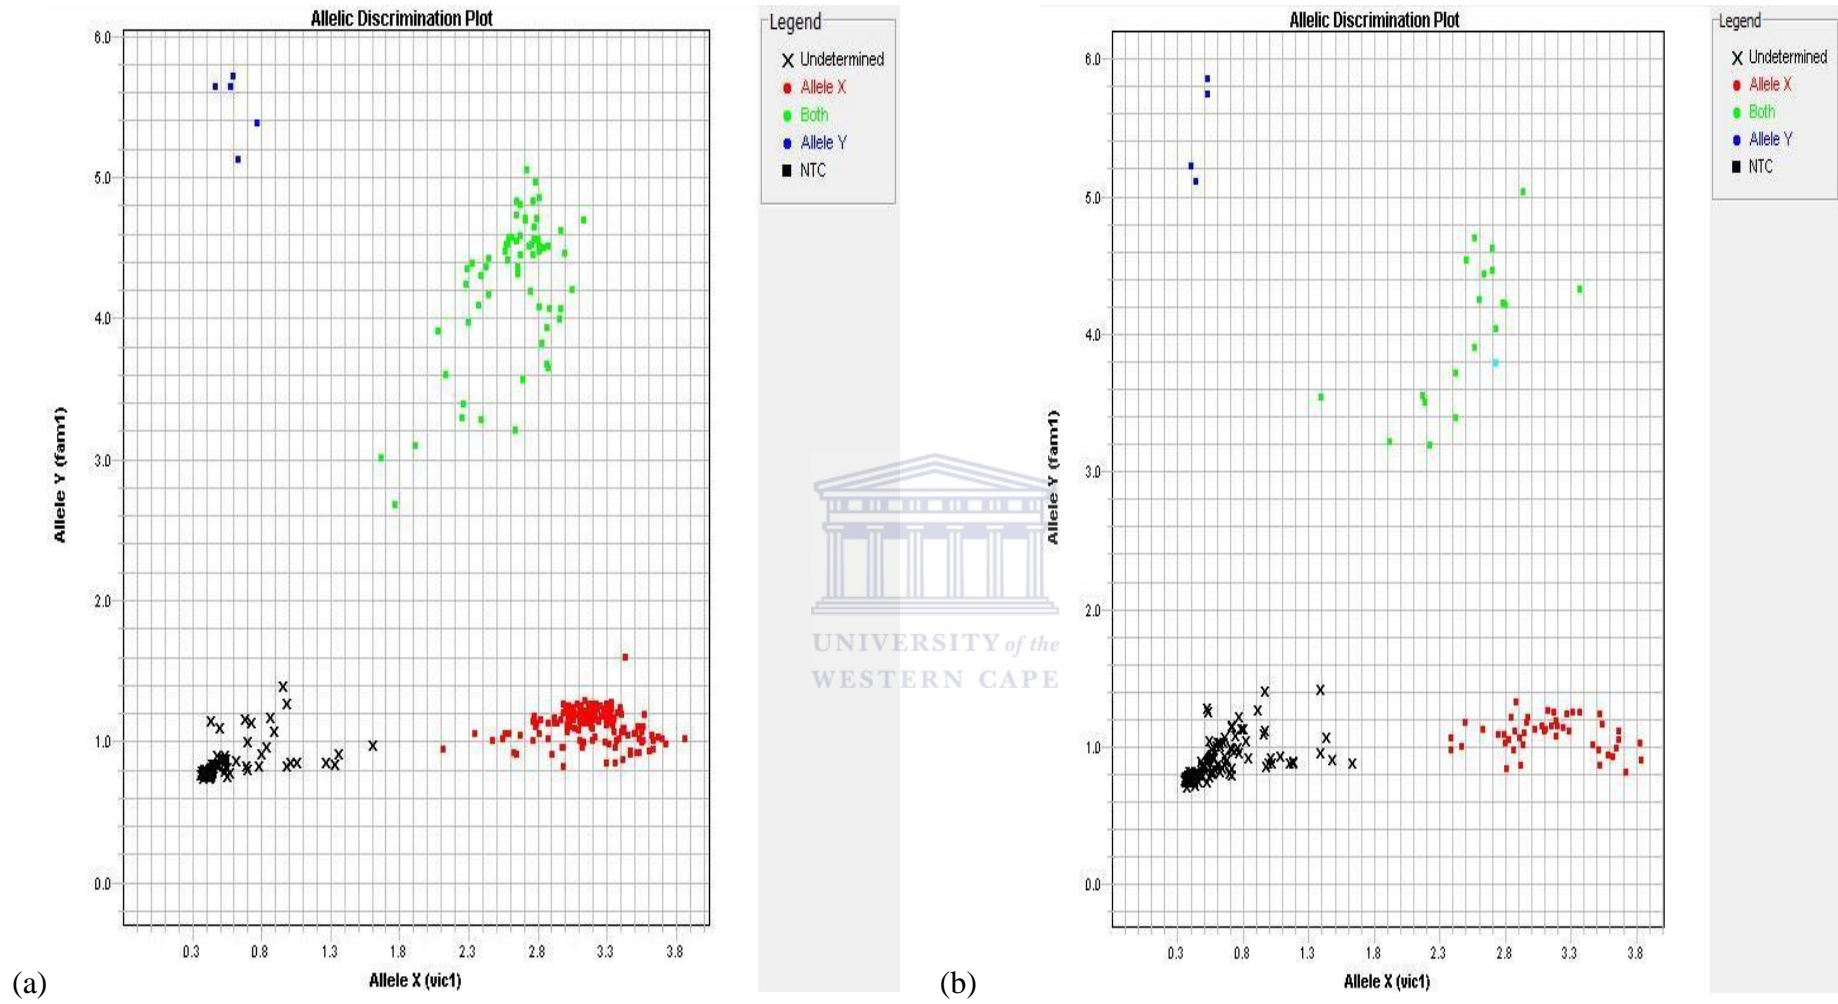 Allelic Discrimination Plot
6.0
5.0
4.0
3.0
2.0
1.0
0.0
Allele Y (fam1)
0.3 0.8 1.3 1.8 2.3 2.8 3.3 3.8
Allele X (vic1)
Legend
Undetermined
Allele X
Both
Allele Y
NTC
(a)
UNIVERSITY of the
WESTERN CAPE
Allelic Discrimination Plot
6.0
5.0
4.0
3.0
2.0
1.0
0.0
Allele Y (fam1)
0.3 0.8 1.3 1.8 2.3 2.8 3.3 3.8
Allele X (vic1)
Legend
Undetermined
Allele X
Both
Allele Y
NTC
(b)